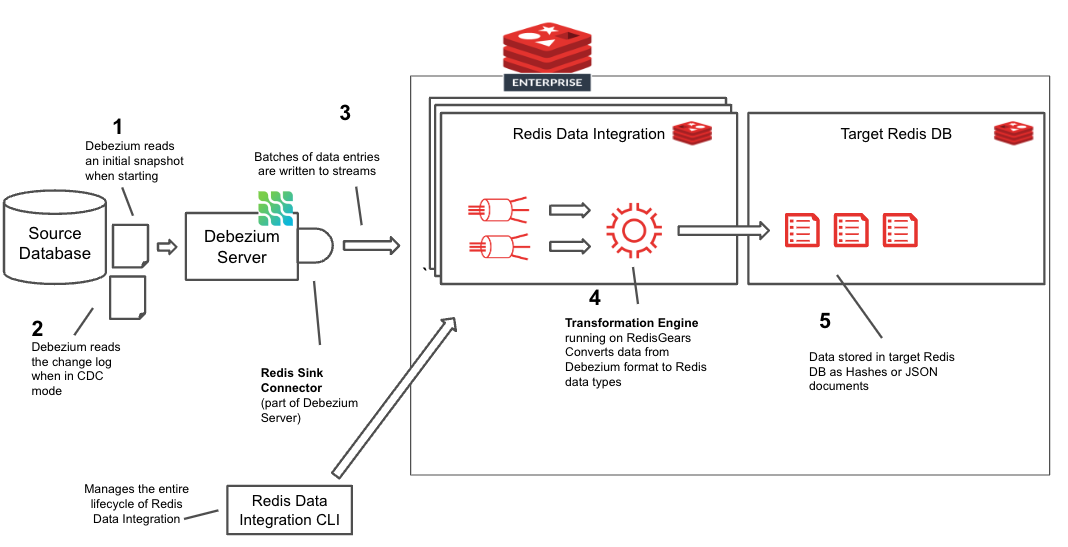 ENTERPRISE
1
Debezium reads
an initial snapshot
when starting
3
Batches of data entries
are written to streams
Redis Data Integration
Target Redis DB
Source
Database
Debezium
Server
2
Debezium reads
the change log
when in CDC
mode
Redis Sink
Connector
(part of Debezium
Server)
4
Transformation Engine
running on RedisGears
Converts data from
Debezium format to Redis
data types
5
Data stored in target Redis
DB as Hashes or JSON
documents
Manages the entire
lifecycle of Redis
Data Integration
Redis Data
Integration CLI